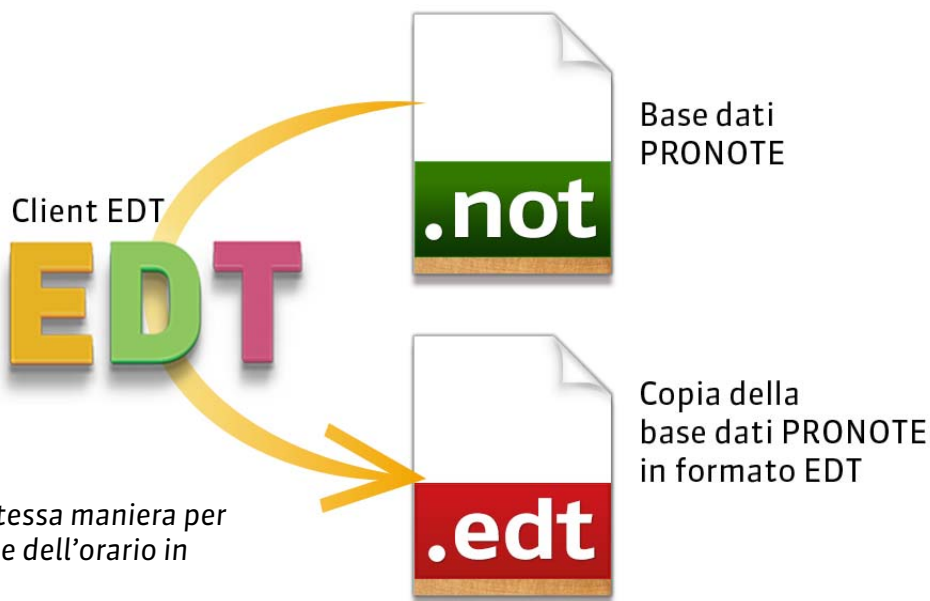 Base dati
PRONOTE
.not
Client EDT
EDT
Copia della
base dati PRONOTE
in formato EDT
.edt
tessa maniera per
e dell'orario in